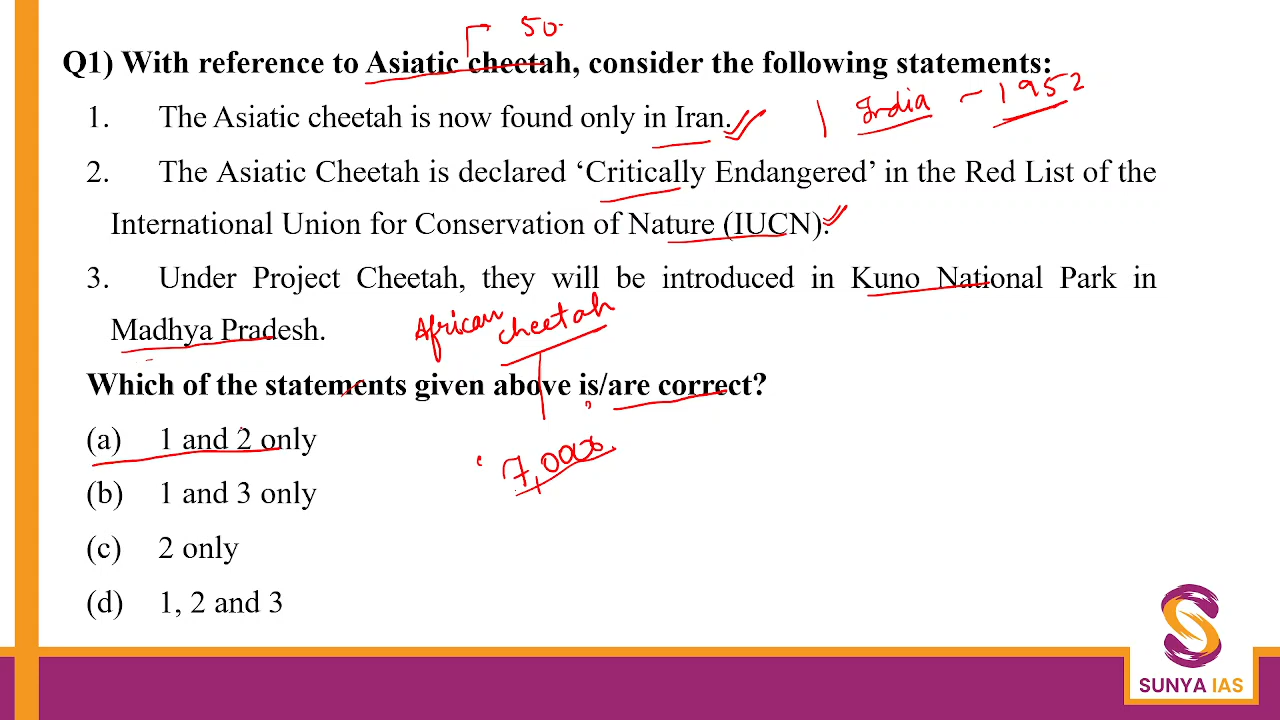 50
Q1) With reference to Asiatic cheetah, consider the following statements:
India ~ 1952
1. The Asiatic cheetah is now found only in Iran.
2. The Asiatic Cheetah is declared ‘Critically Endangered’ in the Red List of the
International Union for Conservation of Nature (IUCN).
3. Under Project Cheetah, they will be introduced in Kuno National Park in
Madhya Pradesh.
African cheetah
Which of the statements given above is/are correct?
(a) 1 and 2 only
7,000
(b) 1 and 3 only
(c) 2 only
(d) 1, 2 and 3
SUNYA IAS